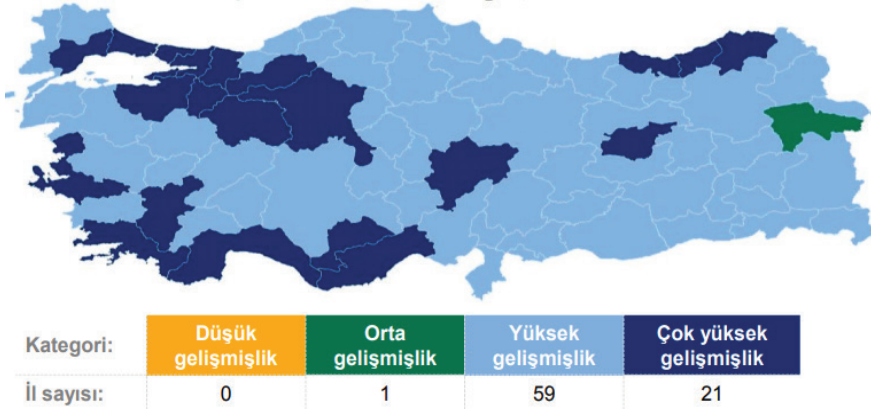 Kategori:
Düşük gelişmişlik
Orta gelişmişlik
Yüksek gelişmişlik
Çok yüksek gelişmişlik
İl sayısı:
0
1
59
21